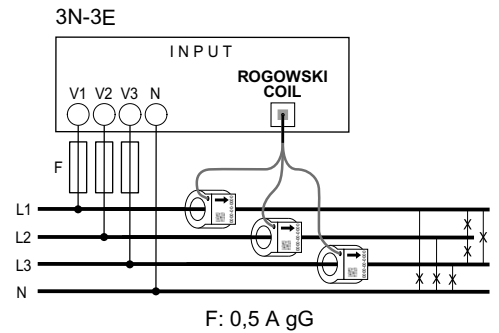 3N-3E
INPUT
ROGOWSKI
COIL
V1 V2 V3 N
F
L1
L2
L3
N
F: 0,5 A gG